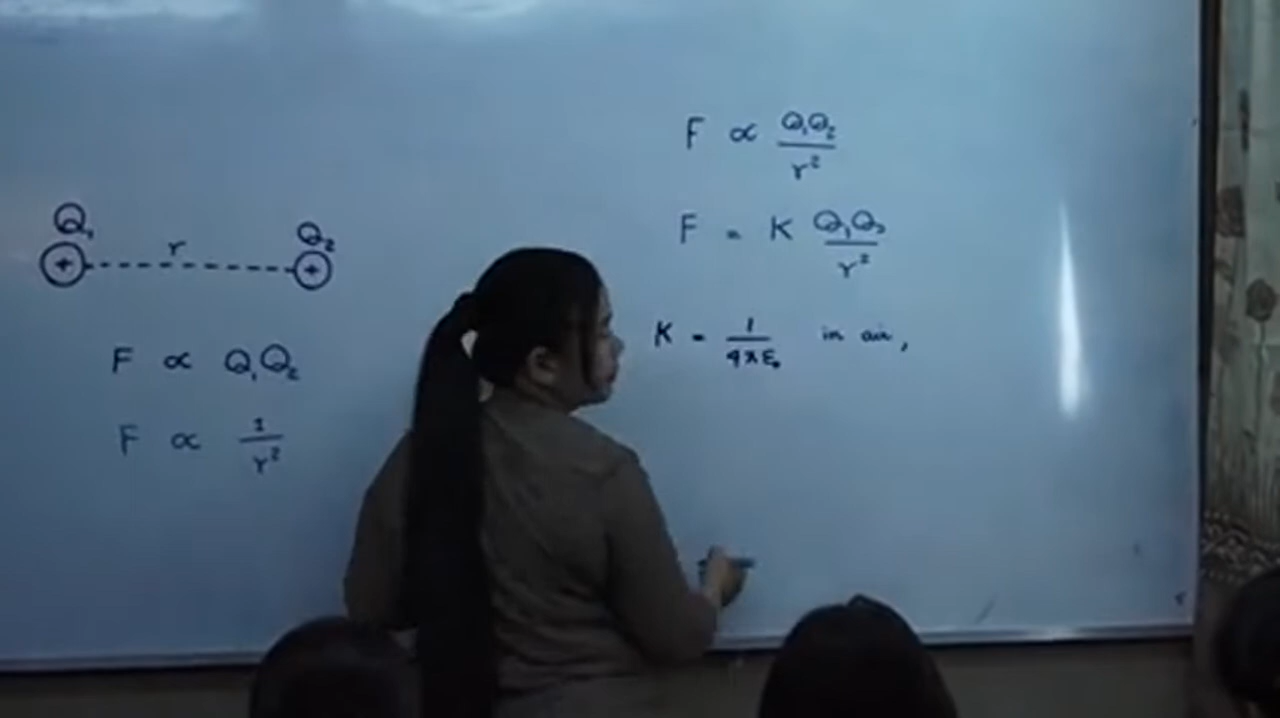 Q₁ r Q₂
+ +
F ∝ Q₁Q₂
F ∝ 1/r²
F ∝ Q₁Q₂/r²
F = K Q₁Q₂/r²
K = 1/4πε₀ in air,